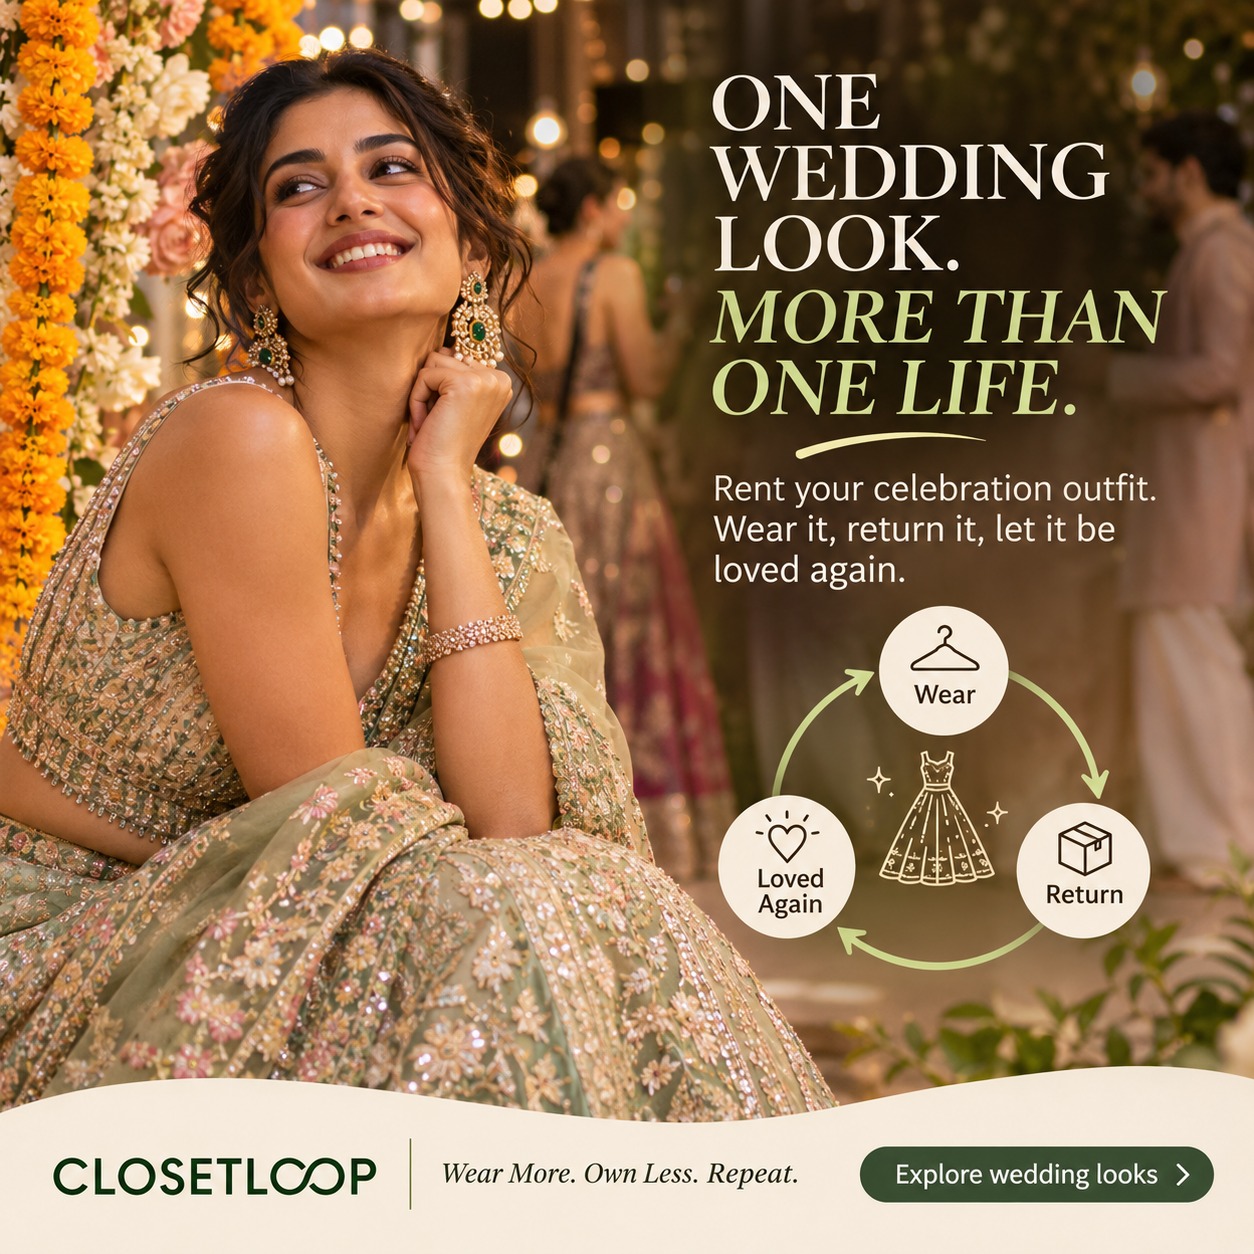 ONE
WEDDING
LOOK.
MORE THAN
ONE LIFE.
Rent your celebration outfit.
Wear it, return it, let it be
loved again.
Wear
Loved
Again
Return
CLOSETLOOP
Wear More. Own Less. Repeat.
Explore wedding looks